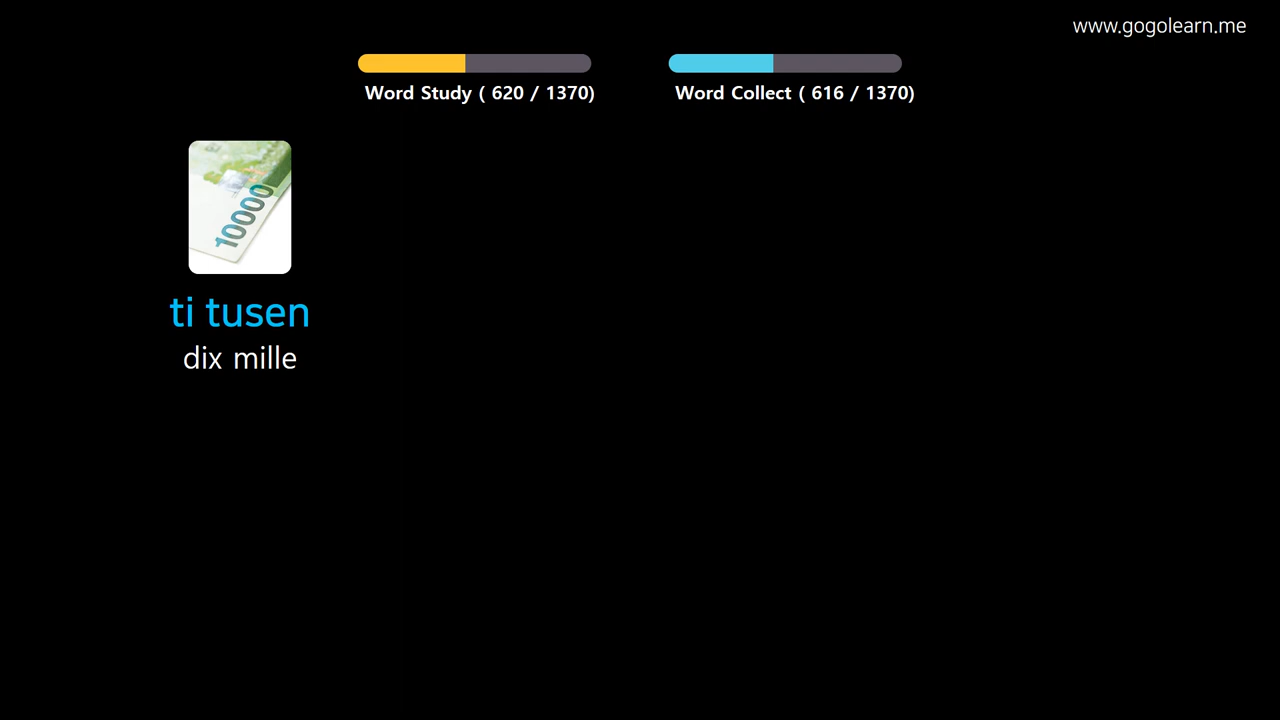 www.gogolearn.me
Word Study ( 620 / 1370)
Word Collect ( 616 / 1370)
10000
ti tusen
dix mille